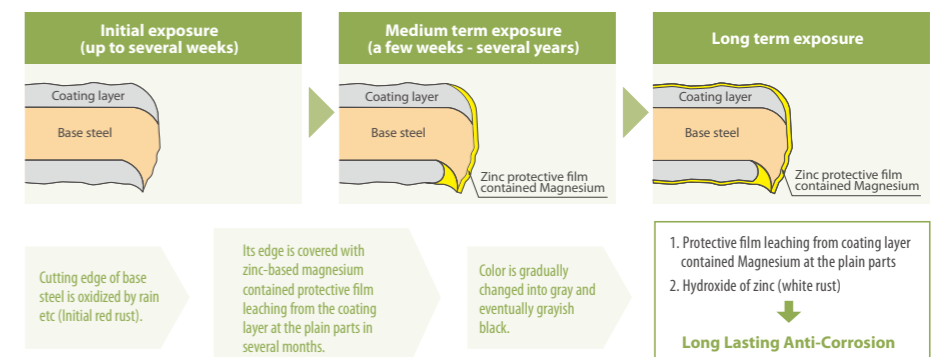 Initial exposure
(up to several weeks)
Medium term exposure
(a few weeks - several years)
Long term exposure
Coating layer
Base steel
Coating layer
Base steel
Zinc protective film
contained Magnesium
Coating layer
Base steel
Zinc protective film
contained Magnesium
Cutting edge of base
steel is oxidized by rain
etc (Initial red rust).
Its edge is covered with
zinc-based magnesium
contained protective film
leaching from the coating
layer at the plain parts in
several months.
Color is gradually
changed into gray and
eventually grayish
black.
1. Protective film leaching from coating layer
contained Magnesium at the plain parts
2. Hydroxide of zinc (white rust)
Long Lasting Anti-Corrosion